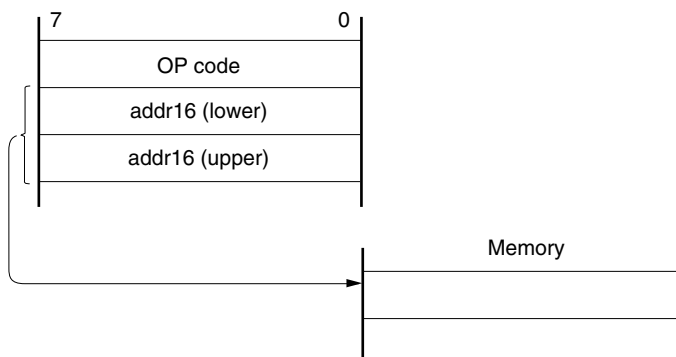 7 0
OP code
addr16 (lower)
addr16 (upper)
Memory